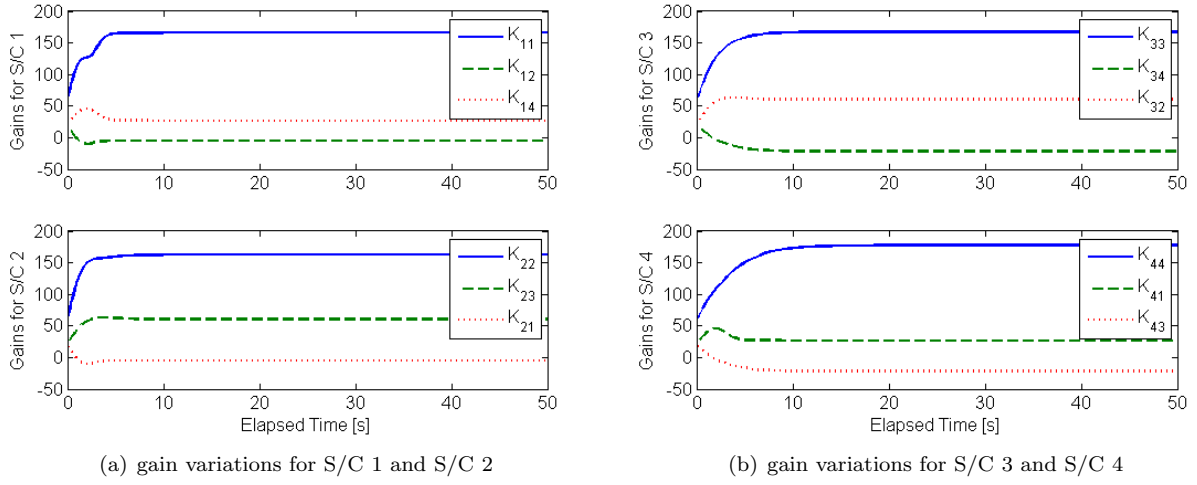 200
150
100
50
0
-50
Gains for S/C 1
0 10 20 30 40 50
K11
K12
K14
200
150
100
50
0
-50
Gains for S/C 3
0 10 20 30 40 50
K33
K34
K32
200
150
100
50
0
-50
Gains for S/C 2
0 10 20 30 40 50
Elapsed Time [s]
K22
K23
K21
200
150
100
50
0
-50
Gains for S/C 4
0 10 20 30 40 50
Elapsed Time [s]
K44
K41
K43
(a) gain variations for S/C 1 and S/C 2
(b) gain variations for S/C 3 and S/C 4